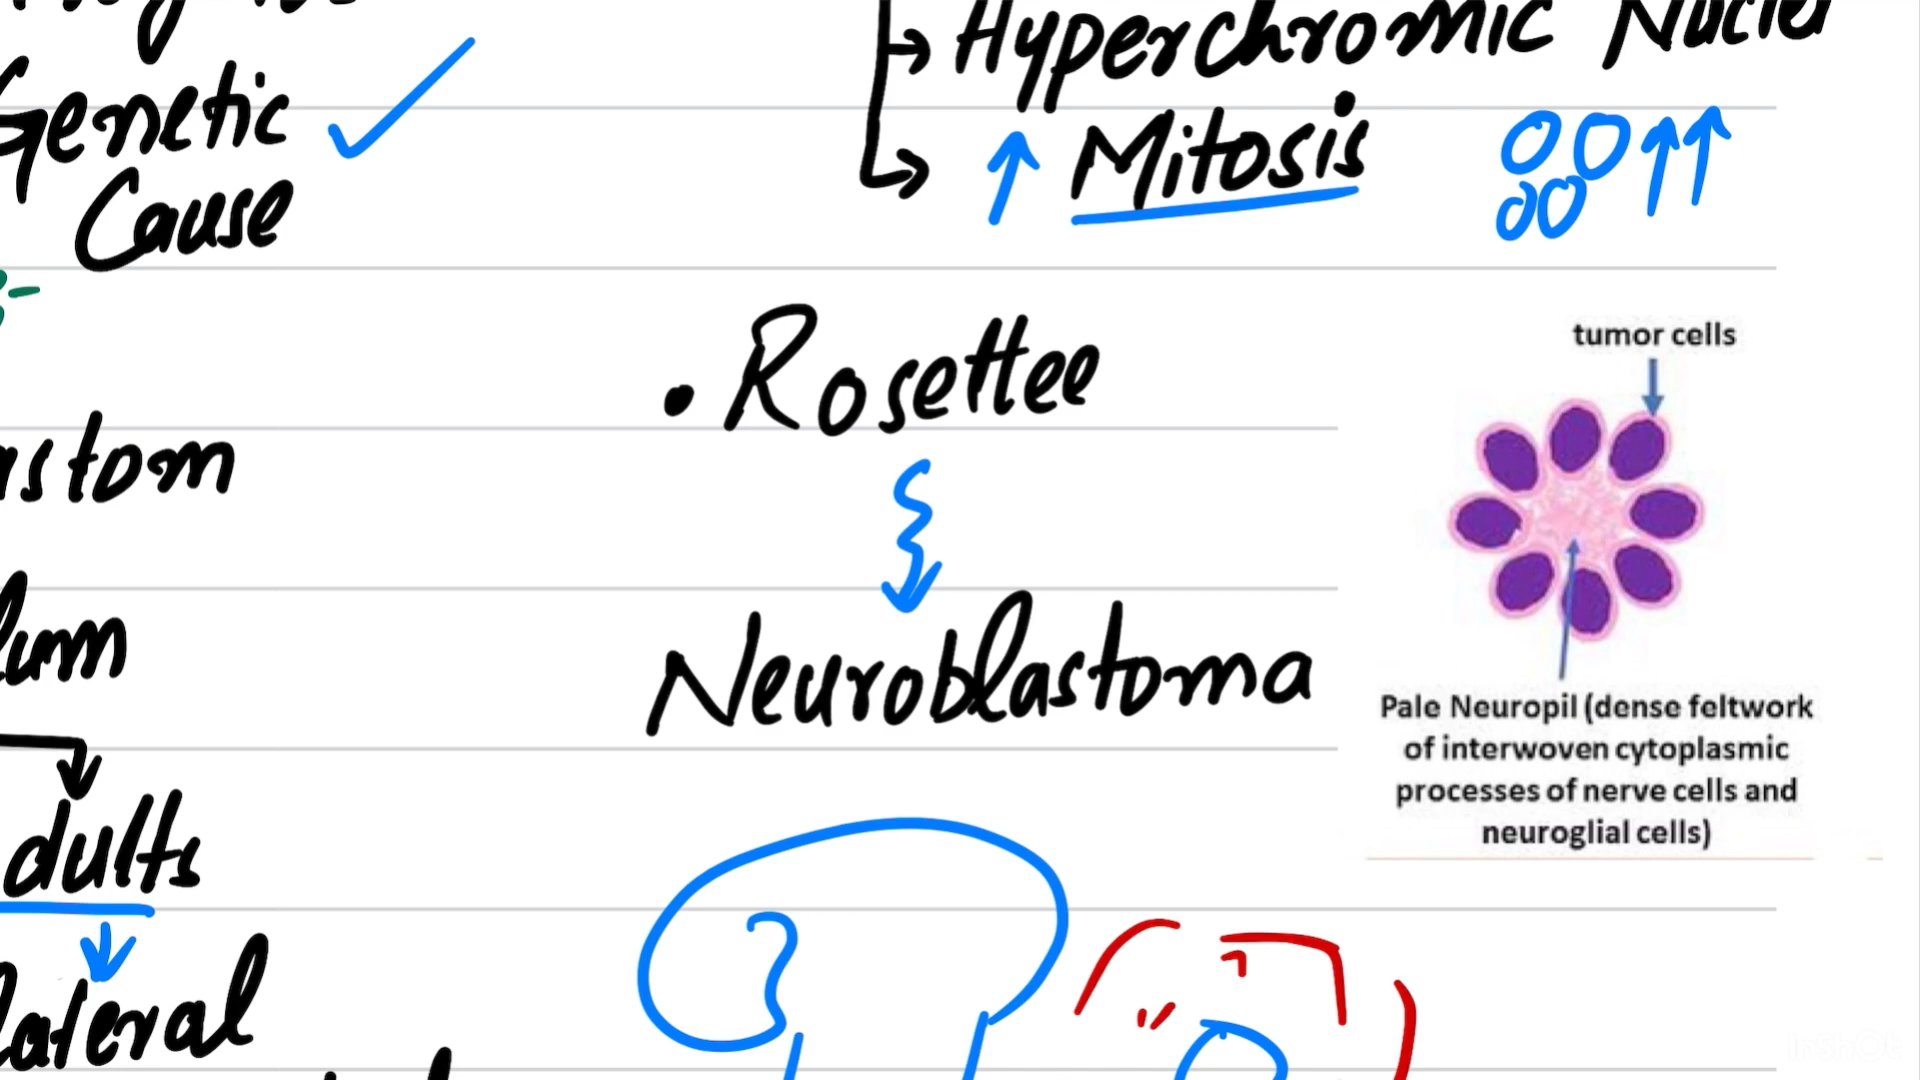 Genetic
Cause
Hyperchromic Nuclei
↑ Mitosis
• Rosettee
Neuroblastoma
tumor cells
Pale Neuropil (dense feltwork
of interwoven cytoplasmic
processes of nerve cells and
neuroglial cells)
astom
lum
dults
lateral
InShOt